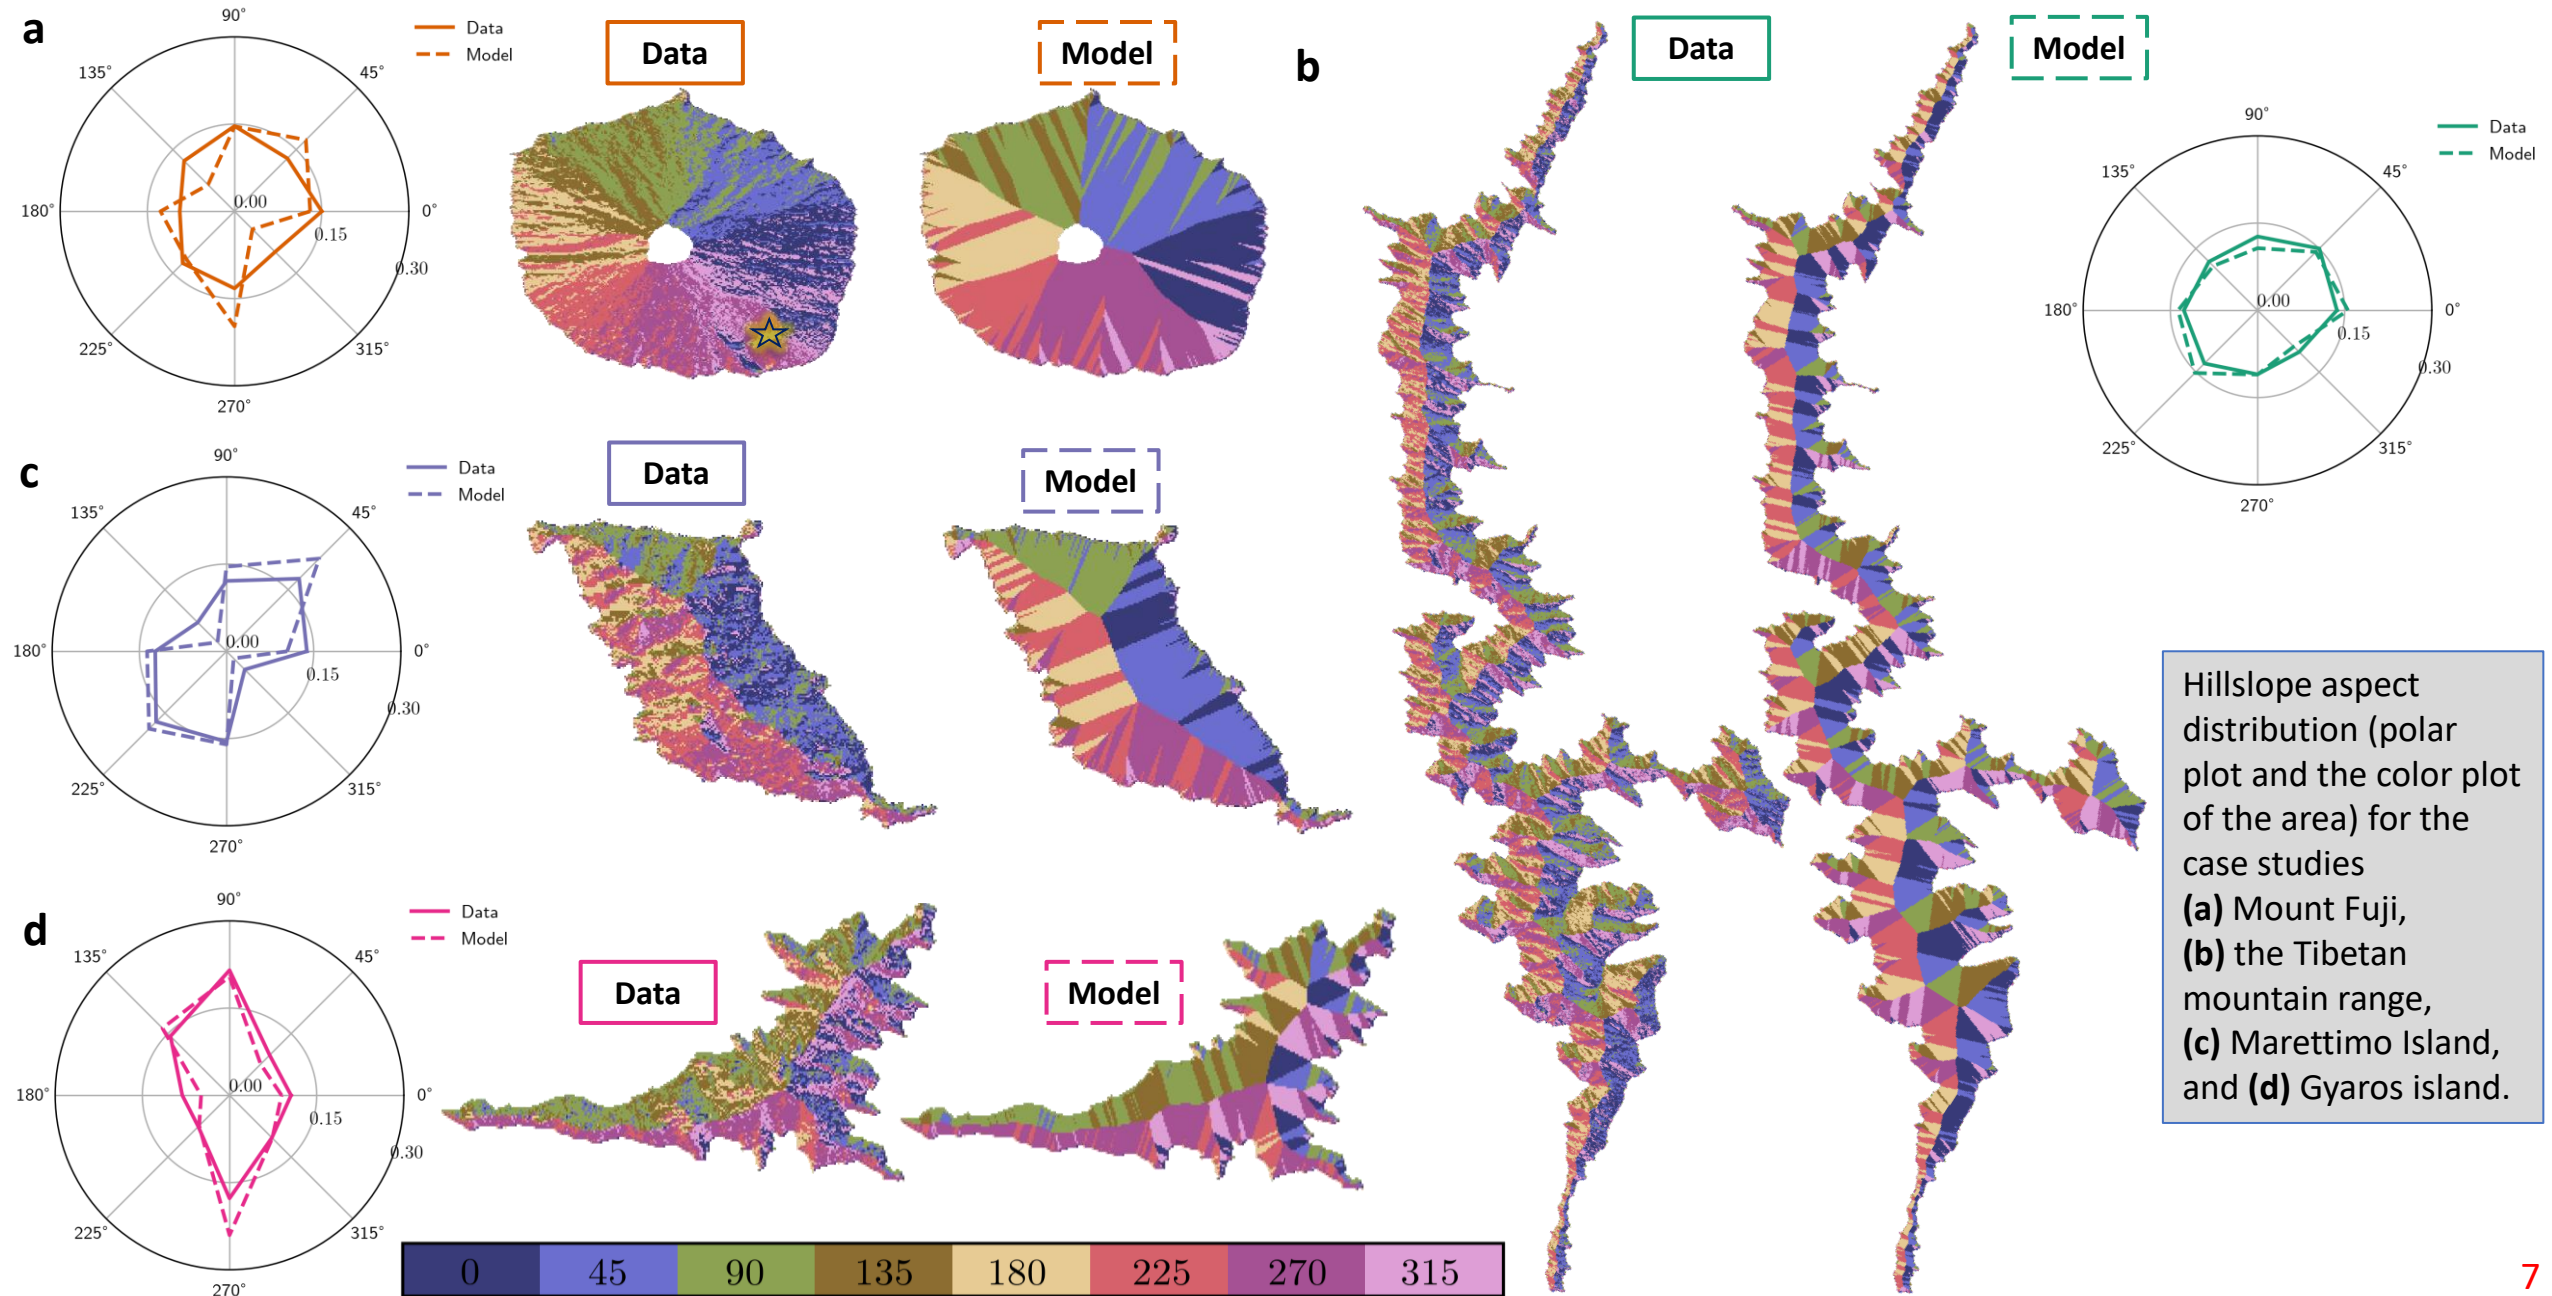 a
90°
135°
45°
180°
0°
225°
315°
270°
0.00
0.15
0.30
Data
Model
Data
Model
b
Data
Model
90°
135°
45°
180°
0°
225°
315°
270°
0.00
0.15
0.30
Data
Model
c
90°
135°
45°
180°
0°
225°
315°
270°
0.00
0.15
0.30
Data
Model
Data
Model
d
90°
135°
45°
180°
0°
225°
315°
270°
0.00
0.15
0.30
Data
Model
Data
Model
Hillslope aspect
distribution (polar
plot and the color plot
of the area) for the
case studies
(a) Mount Fuji,
(b) the Tibetan
mountain range,
(c) Marettimo Island,
and (d) Gyaros island.
0 45 90 135 180 225 270 315
7